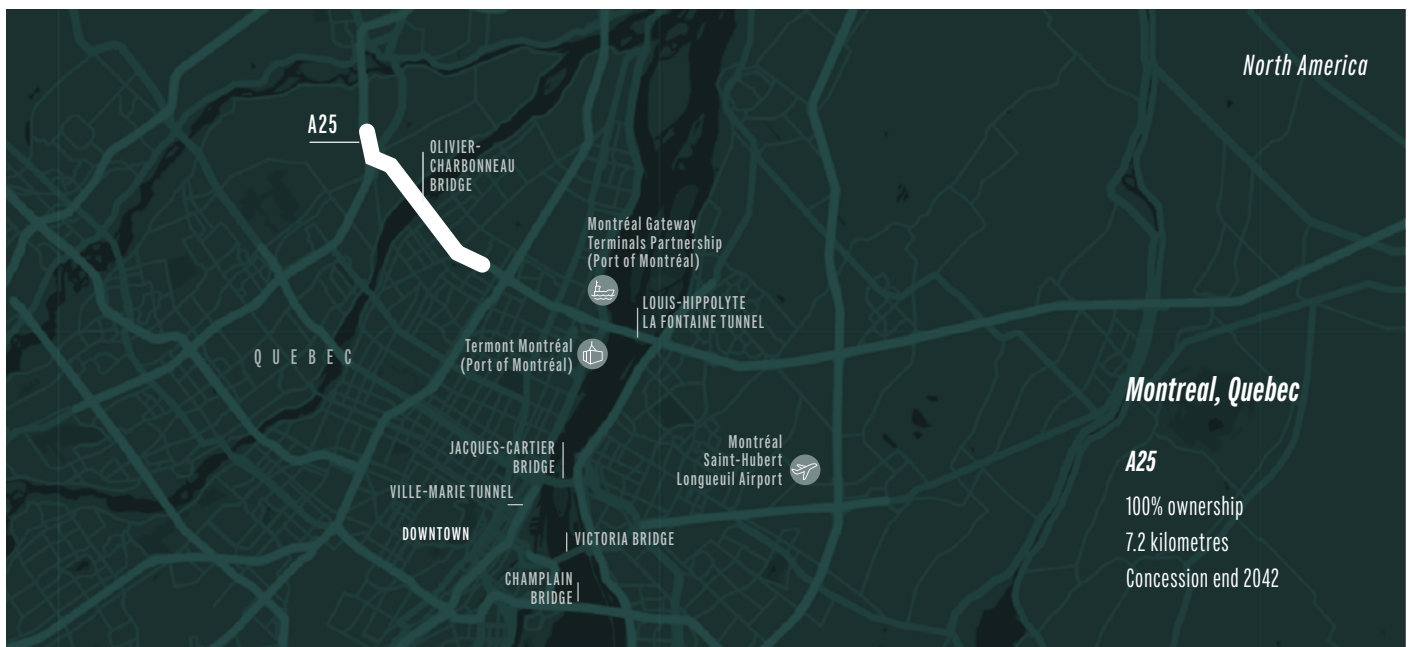 North America
A25
OLIVIER-
CHARBONNEAU
BRIDGE
Montréal Gateway
Terminals Partnership
(Port of Montréal)
LOUIS-HIPPOLYTE
LA FONTAINE TUNNEL
Termont Montréal
(Port of Montréal)
QUEBEC
JACQUES-CARTIER
BRIDGE
Montréal
Saint-Hubert
Longueuil Airport
VILLE-MARIE TUNNEL
DOWNTOWN
VICTORIA BRIDGE
CHAMPLAIN
BRIDGE
Montreal, Quebec
A25
100% ownership
7.2 kilometres
Concession end 2042